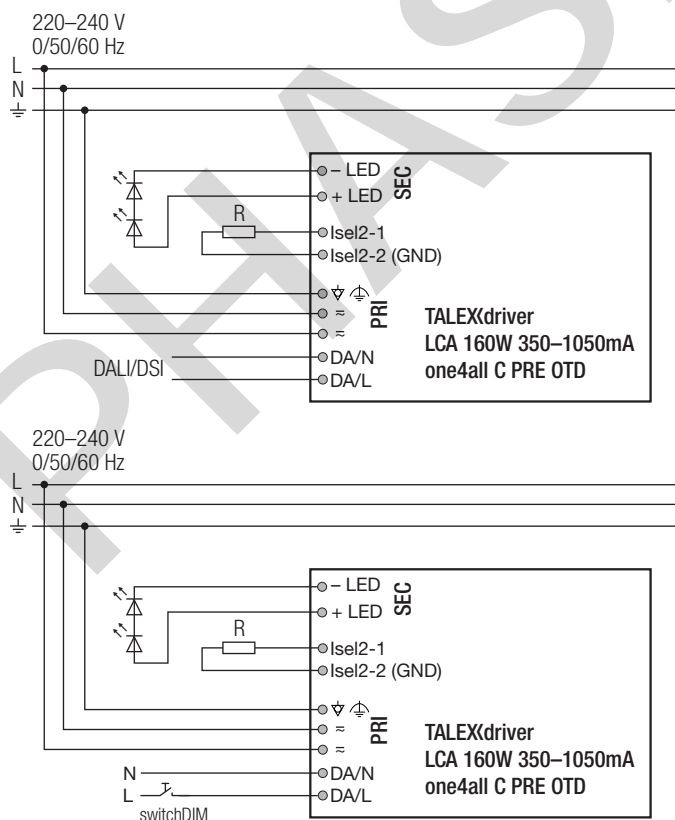 220–240 V
0/50/60 Hz
L
N
– LED
+ LED
SEC
R
Isel2-1
Isel2-2 (GND)
PRI
≂
≂
DALI/DSI
DA/N
DA/L
TALEXXdriver
LCA 160W 350–1050mA
one4all C PRE OTD
220–240 V
0/50/60 Hz
L
N
– LED
+ LED
SEC
R
Isel2-1
Isel2-2 (GND)
PRI
≂
≂
N
DA/N
L
DA/L
switchDIM
TALEXXdriver
LCA 160W 350–1050mA
one4all C PRE OTD
PHAS